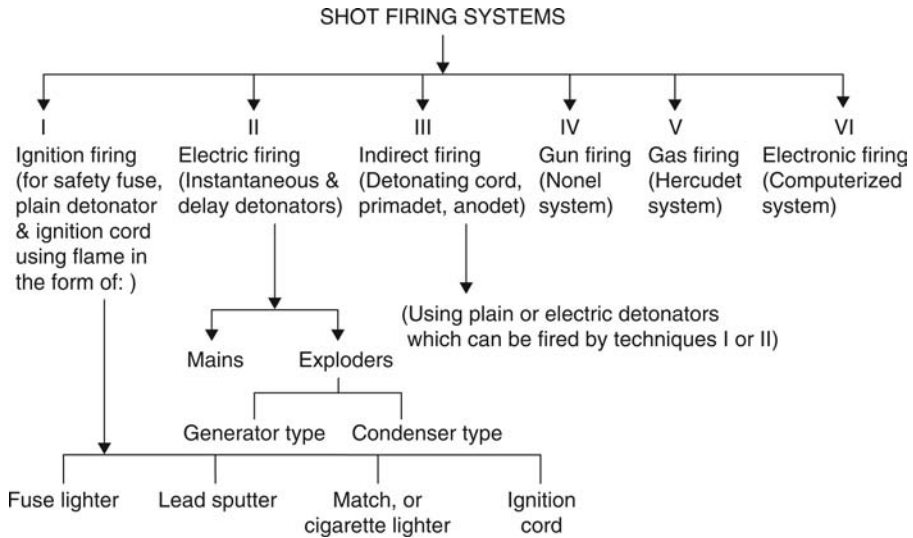 SHOT FIRING SYSTEMS
I
Ignition firing
(for safety fuse,
plain detonator
& ignition cord
using flame in
the form of: )
II
Electric firing
(Instantaneous &
delay detonators)
III
Indirect firing
(Detonating cord,
primadet, anodet)
IV
Gun firing
(Nonel
system)
V
Gas firing
(Hercudet
system)
VI
Electronic firing
(Computerized
system)
(Using plain or electric detonators
which can be fired by techniques I or II)
Mains
Exploders
Generator type
Condenser type
Fuse lighter
Lead sputter
Match, or
cigarette lighter
Ignition
cord